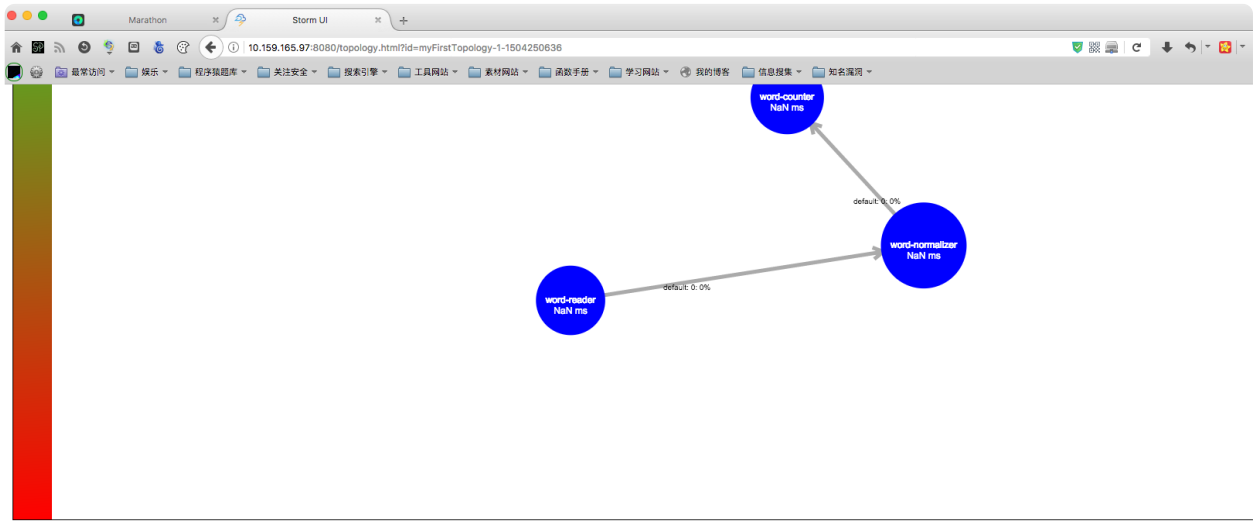 Marathon
Storm UI
10.159.165.97:8080/topology.html?id=myFirstTopology-1-1504250636
最常访问 娱乐 程序猿题库 关注安全 搜索引擎 工具网站 素材网站 函数手册 学习网站 我的博客 信息搜集 知名漏洞
word-counter
NaN ms
default: 0: 0%
word-normalizer
NaN ms
default: 0: 0%
word-reader
NaN ms